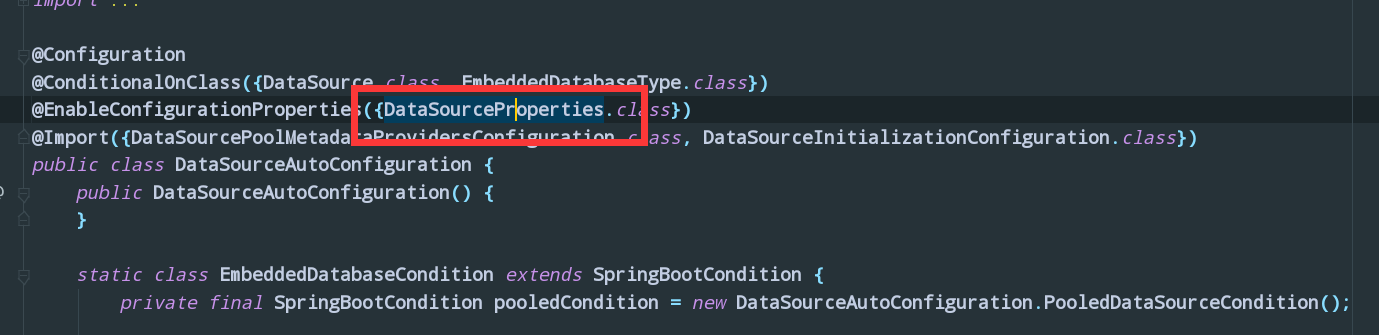 import ...
@Configuration
@ConditionalOnClass({DataSource.class, EmbeddedDatabaseType.class})
@EnableConfigurationProperties({DataSourceProperties.class})
@Import({DataSourcePoolMetadataProvidersConfiguration.class, DataSourceInitializationConfiguration.class})
public class DataSourceAutoConfiguration {
public DataSourceAutoConfiguration() {
}
static class EmbeddedDatabaseCondition extends SpringBootCondition {
private final SpringBootCondition pooledCondition = new DataSourceAutoConfiguration.PooledDataSourceCondition();